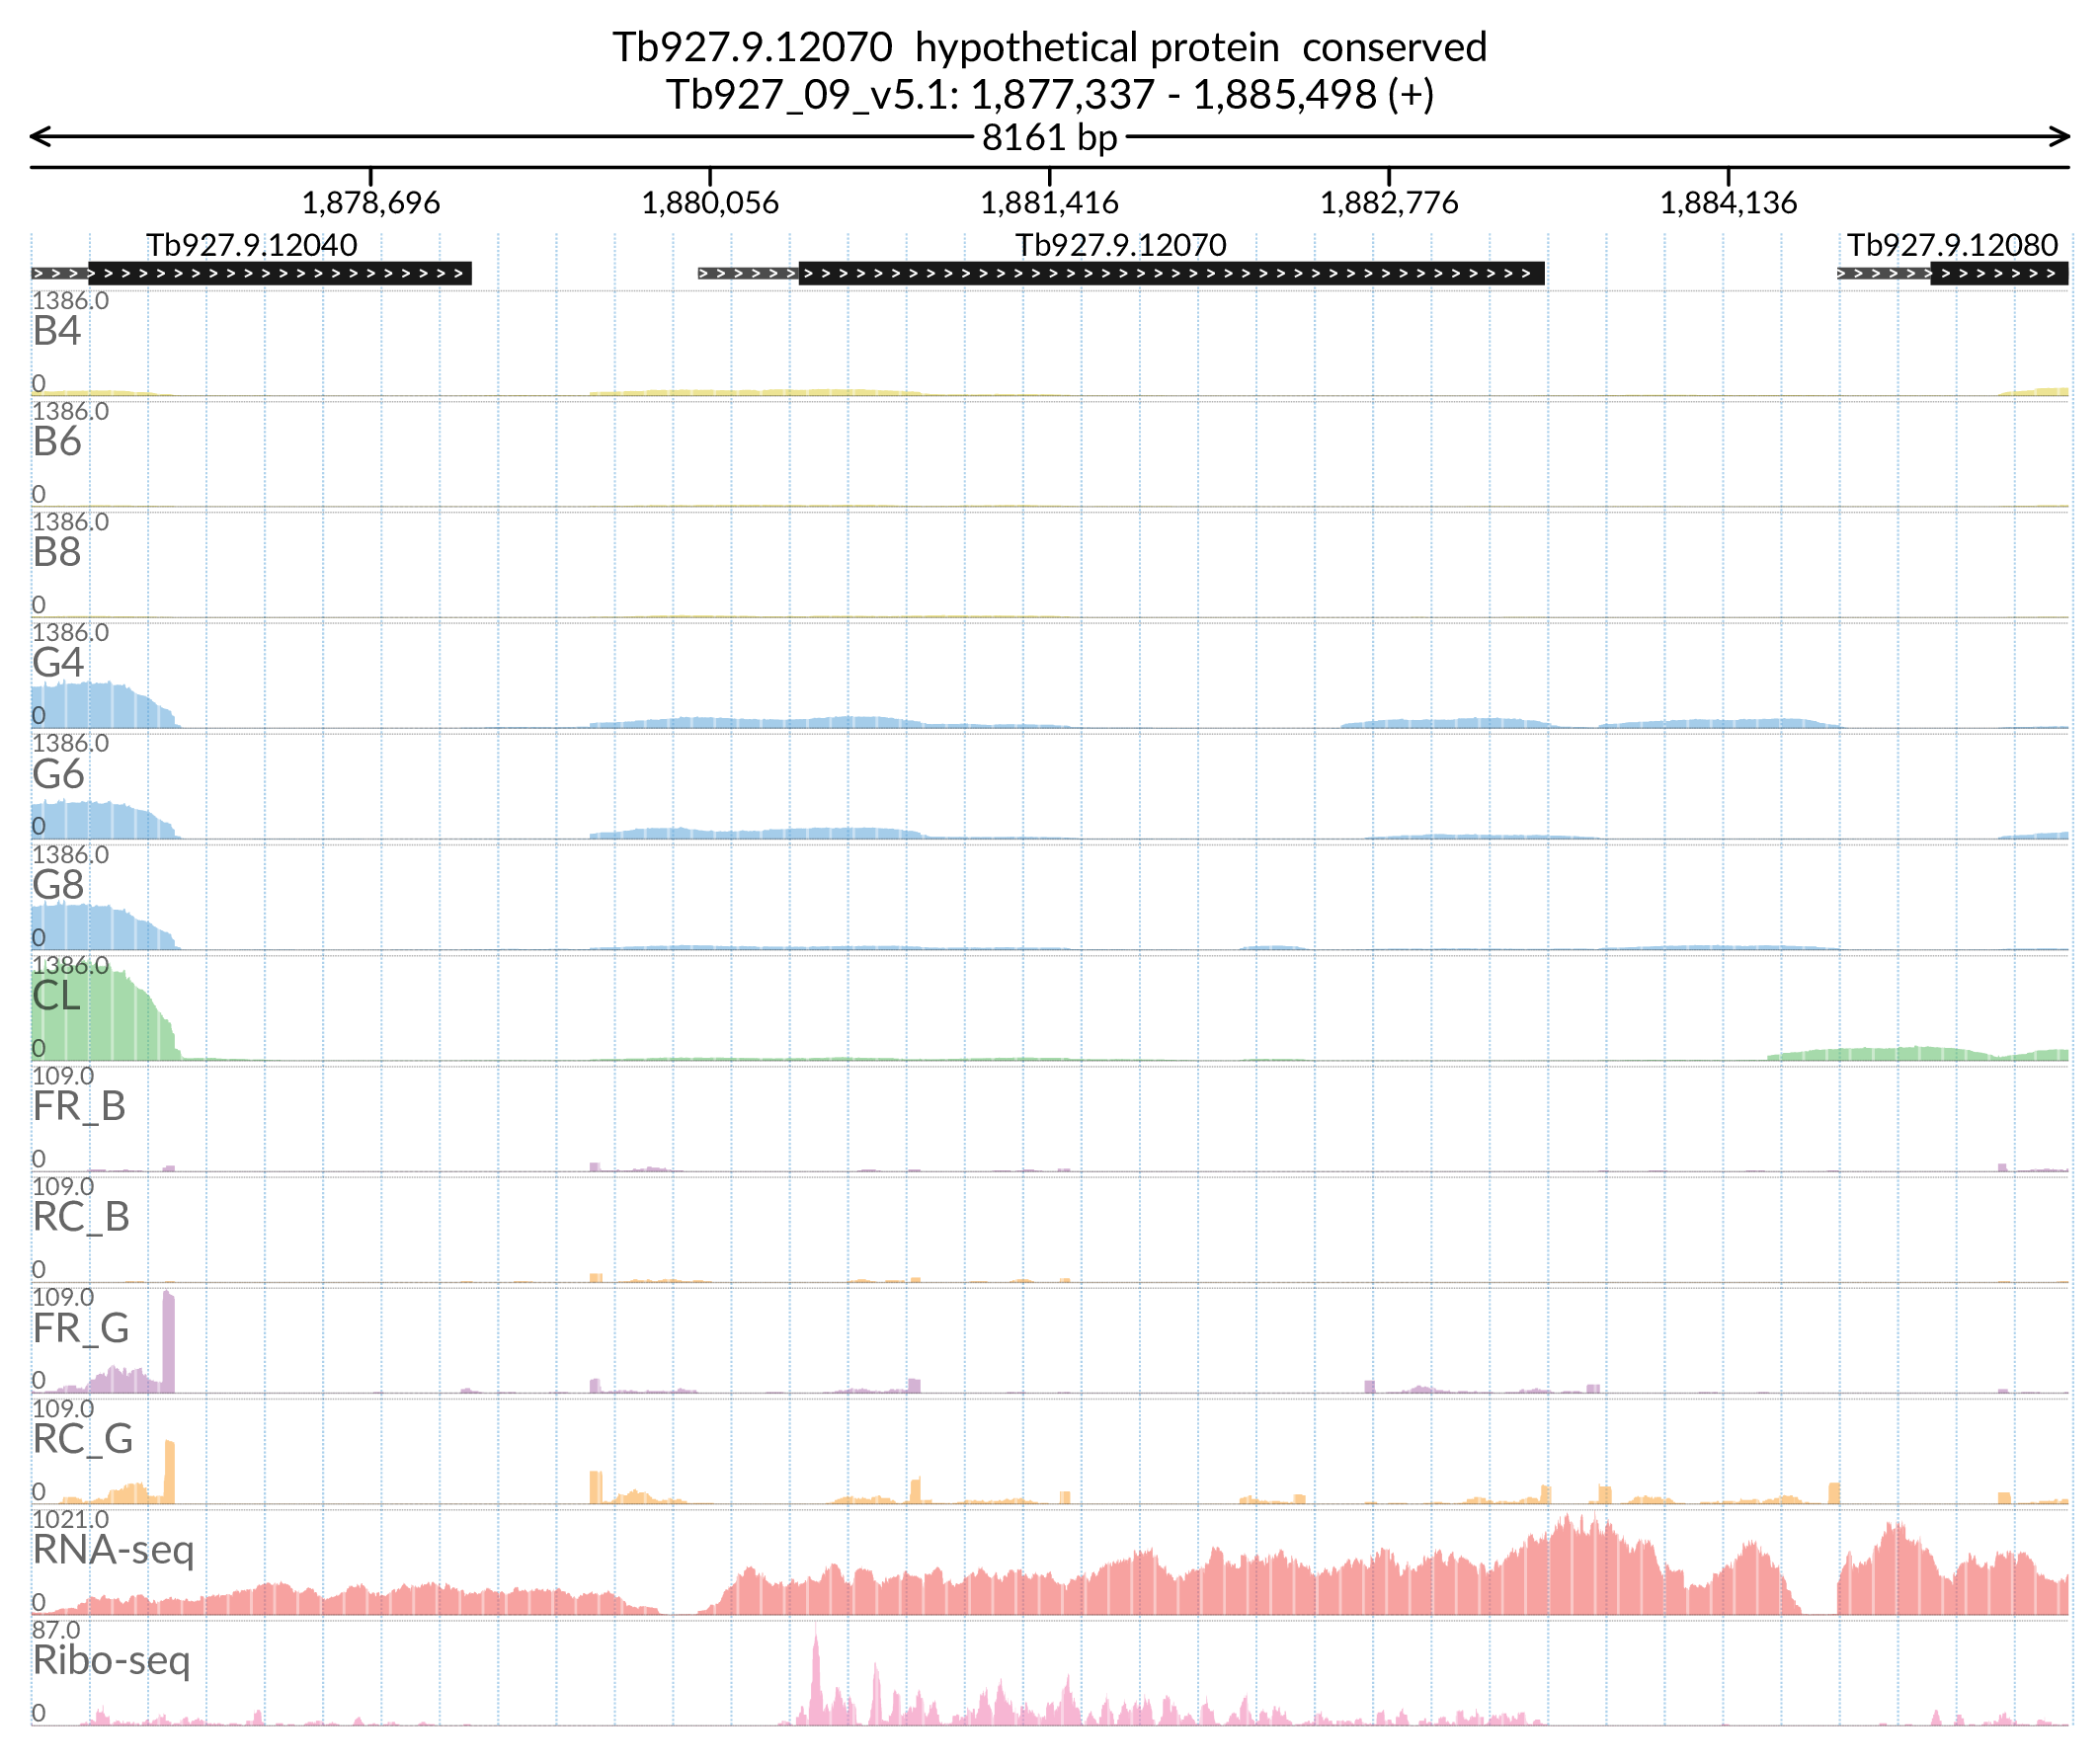 Tb927.9.12070  hypothetical protein  conserved
Tb927_09_v5.1: 1,877,337 - 1,885,498 (+)
8161 bp
1,878,696 1,880,056 1,881,416 1,882,776 1,884,136
Tb927.9.12040 Tb927.9.12070 Tb927.9.12080
1386.0
B4
0
1386.0
B6
0
1386.0
B8
0
1386.0
G4
0
1386.0
G6
0
1386.0
G8
0
1386.0
CL
0
109.0
FR_B
0
109.0
RC_B
0
109.0
FR_G
0
109.0
RC_G
0
1021.0
RNA-seq
0
87.0
Ribo-seq
0